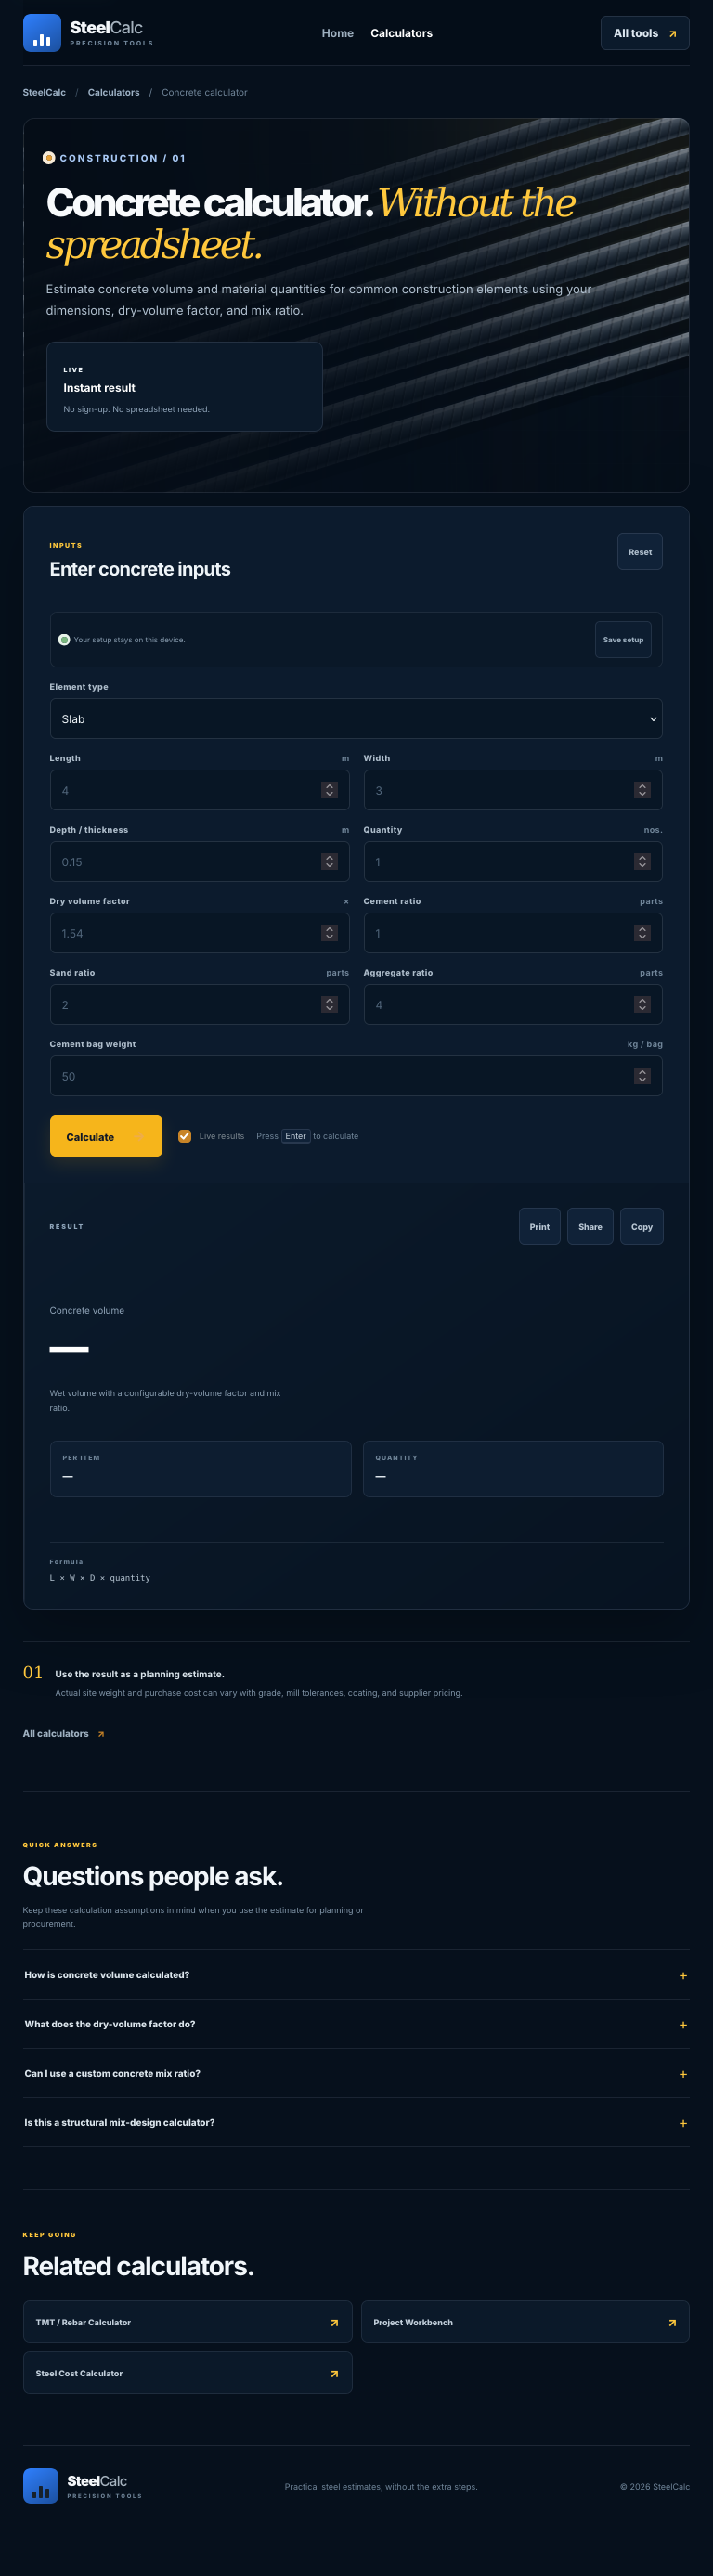 SteelCalc
PRECISION TOOLS
Home
Calculators
All tools
SteelCalc / Calculators / Concrete calculator
CONSTRUCTION / 01
Concrete calculator. Without the
spreadsheet.
Estimate concrete volume and material quantities for common construction elements using your
dimensions, dry-volume factor, and mix ratio.
LIVE
Instant result
No sign-up. No spreadsheet needed.
INPUTS
Enter concrete inputs
Reset
Your setup stays on this device.
Save setup
Element type
Slab
Length m
Width m
4
3
Depth / thickness m
Quantity nos.
0.15
1
Dry volume factor ×
Cement ratio parts
1.54
1
Sand ratio parts
Aggregate ratio parts
2
4
Cement bag weight kg / bag
50
Calculate
Live results
Press Enter to calculate
RESULT
Print
Share
Copy
Concrete volume
—
Wet volume with a configurable dry-volume factor and mix
ratio.
PER ITEM
—
QUANTITY
—
Formula
L × W × D × quantity
01
Use the result as a planning estimate.
Actual site weight and purchase cost can vary with grade, mill tolerances, coating, and supplier pricing.
All calculators
QUICK ANSWERS
Questions people ask.
Keep these calculation assumptions in mind when you use the estimate for planning or
procurement.
How is concrete volume calculated? +
What does the dry-volume factor do? +
Can I use a custom concrete mix ratio? +
Is this a structural mix-design calculator? +
KEEP GOING
Related calculators.
TMT / Rebar Calculator
Project Workbench
Steel Cost Calculator
SteelCalc
PRECISION TOOLS
Practical steel estimates, without the extra steps.
© 2026 SteelCalc